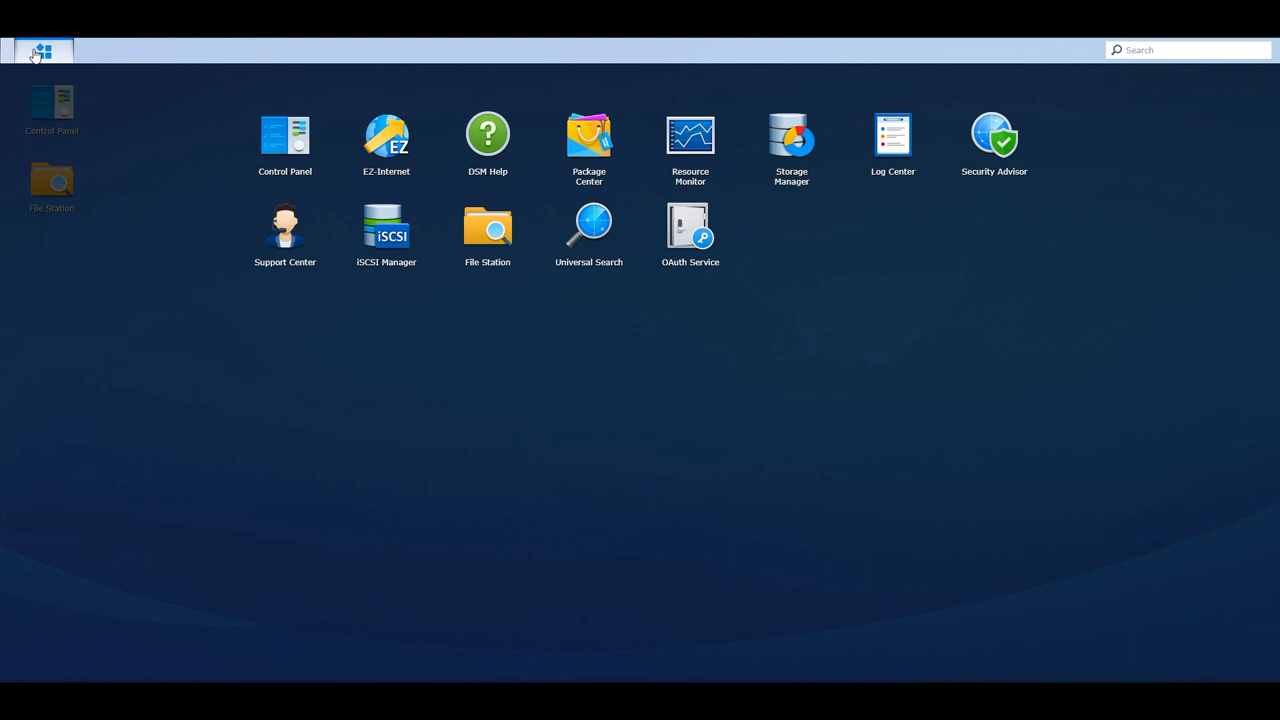 Search
Control Panel
File Station
Control Panel
EZ
EZ-Internet
?
DSM Help
Package
Center
Resource
Monitor
Storage
Manager
Log Center
Security Advisor
Support Center
iSCSI
iSCSI Manager
File Station
Universal Search
OAuth Service